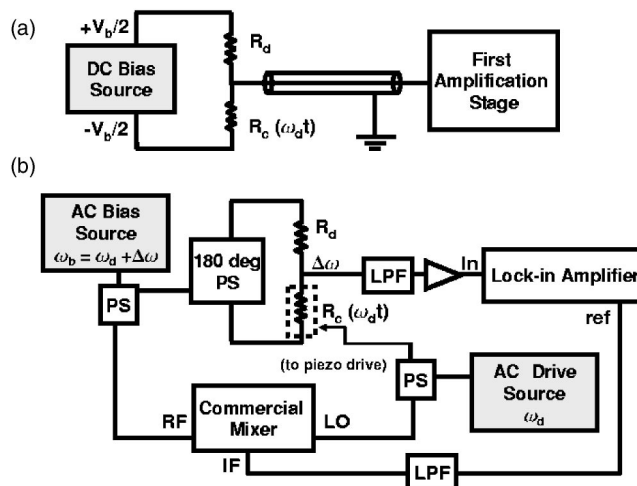 (a)
+V_b/2
DC Bias
Source
-V_b/2
R_d
R_c (ω_dt)
First
Amplification
Stage
(b)
AC Bias
Source
ω_b = ω_d +Δω
PS
180 deg
PS
R_d
Δω
R_c (ω_dt)
LPF
In
Lock-in Amplifier
ref
(to piezo drive)
PS
AC Drive
Source
ω_d
RF
Commercial
Mixer
LO
IF
LPF